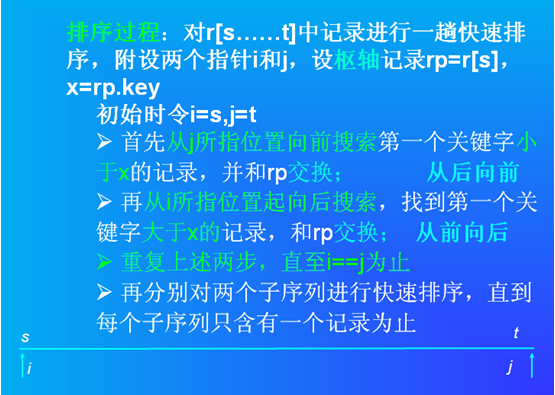 排序过程：对r[s……t]中记录进行一趟快速排
序，附设两个指针i和j，设枢轴记录rp=r[s]，
x=rp.key
初始时令i=s,j=t
➢ 首先从j所指位置向前搜索第一个关键字小
于x的记录，并和rp交换； 从后向前
➢ 再从i所指位置起向后搜索，找到第一个关
键字大于x的记录，和rp交换； 从前向后
➢ 重复上述两步，直至i==j为止
➢ 再分别对两个子序列进行快速排序，直到
每个子序列只含有一个记录为止
s t
i j